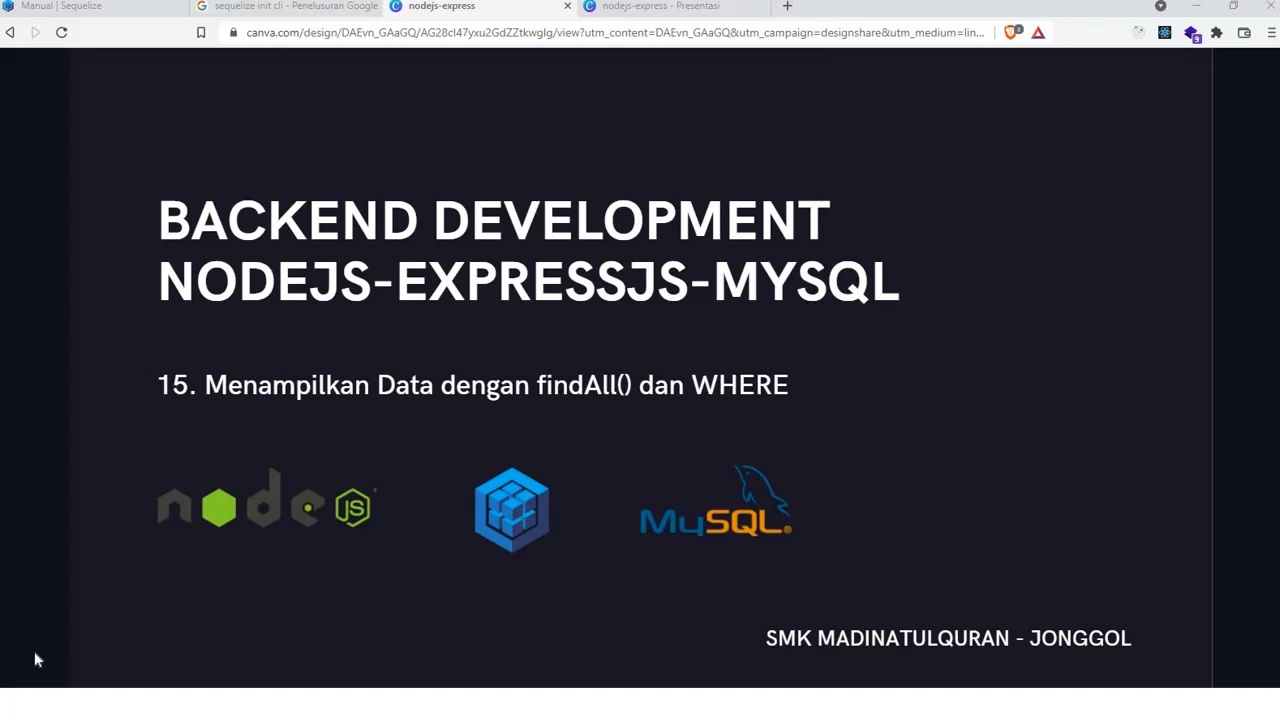 Manual | Sequelize
sequelize init cli - Penelusuran Google
nodejs-express
nodejs-express - Presentasi
canva.com/design/DAEvn_GAaGQ/AG28cl47yxu2GdZZtkwglg/view?utm_content=DAEvn_GAaGQ&utm_campaign=designshare&utm_medium=lin...
3
9
BACKEND DEVELOPMENT
NODEJS-EXPRESSJS-MYSQL
15. Menampilkan Data dengan findAll() dan WHERE
node JS
MySQL®
SMK MADINATULQURAN - JONGGOL